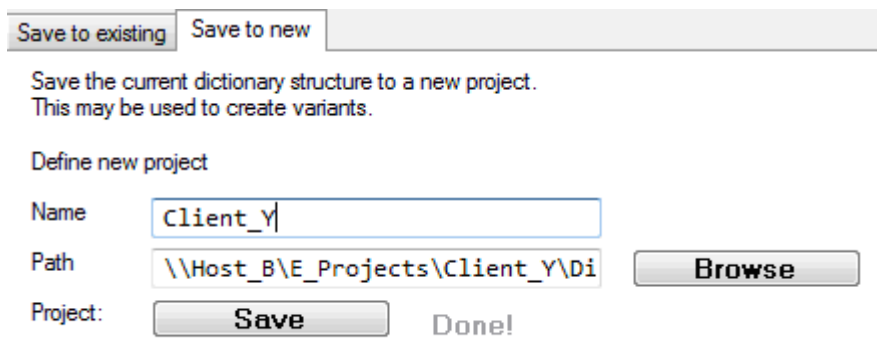 Save to existing Save to new
Save the current dictionary structure to a new project.
This may be used to create variants.
Define new project
Name Client_Y
Path \\Host_B\E_Projects\Client_Y\Di Browse
Project: Save Done!